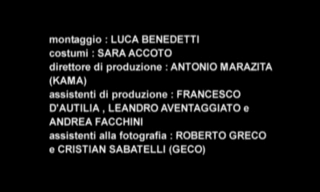 montaggio : LUCA BENEDETTI
costumi : SARA ACCOTO
direttore di produzione : ANTONIO MARAZITA
(KAMA)
assistenti di produzione : FRANCESCO
D'AUTILIA , LEANDRO AVENTAGGIATO e
ANDREA FACCHINI
assistenti alla fotografia : ROBERTO GRECO
e CRISTIAN SABATELLI (GECO)